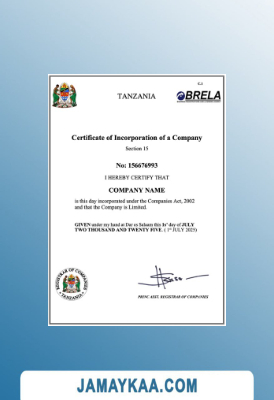 TANZANIA
BRELA
Certificate of Incorporation of a Company
Section 15
No: 156676993
I HEREBY CERTIFY THAT
COMPANY NAME
is this day incorporated under the Companies Act, 2002
and that the Company is Limited.
GIVEN under my hand at Dar es Salaam this 1st day of JULY
TWO THOUSAND AND TWENTY FIVE. ( 1st JULY 2025)
REGISTRAR OF COMPANIES
TANZANIA
PRINC ASST. REGISTRAR OF COMPANIES
JAMAYKAA.COM